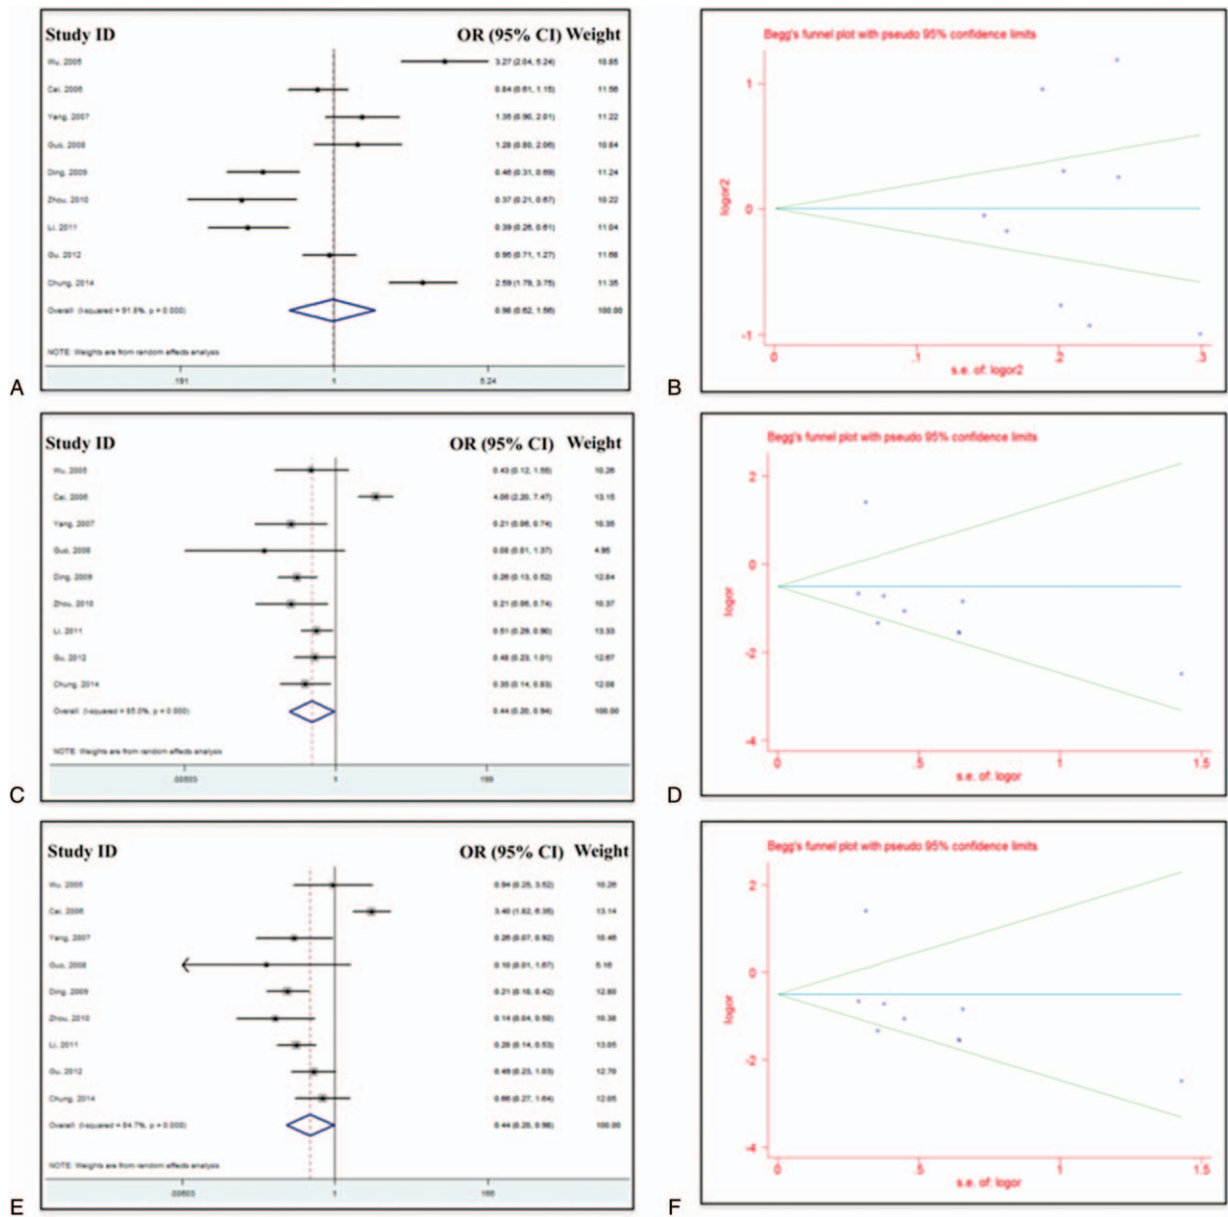 Study ID OR (95% CI) Weight
Wu, 2005 3.27 (2.04, 5.24) 10.85
Cai, 2006 0.84 (0.61, 1.15) 11.56
Yang, 2007 1.35 (0.90, 2.01) 11.22
Guo, 2008 1.28 (0.80, 2.06) 10.84
Ding, 2009 0.46 (0.31, 0.69) 11.24
Zhou, 2010 0.37 (0.21, 0.67) 10.22
Li, 2011 0.39 (0.26, 0.61) 11.04
Gu, 2012 0.95 (0.71, 1.27) 11.68
Chung, 2014 2.59 (1.79, 3.75) 11.35
Overall (I-squared = 91.8%, p = 0.000) 0.98 (0.62, 1.56) 100.00
NOTE: Weights are from random effects analysis
.191 1 5.24
A
Begg's funnel plot with pseudo 95% confidence limits
logor2
1
0
-1
0 .1 .2 .3
s.e. of: logor2
B
Study ID OR (95% CI) Weight
Wu, 2005 0.43 (0.12, 1.55) 10.26
Cai, 2006 4.06 (2.20, 7.47) 13.15
Yang, 2007 0.21 (0.06, 0.74) 10.35
Guo, 2008 0.08 (0.01, 1.37) 4.95
Ding, 2009 0.26 (0.13, 0.52) 12.84
Zhou, 2010 0.21 (0.06, 0.74) 10.37
Li, 2011 0.51 (0.29, 0.90) 13.33
Gu, 2012 0.48 (0.23, 1.01) 12.67
Chung, 2014 0.35 (0.14, 0.83) 12.08
Overall (I-squared = 85.0%, p = 0.000) 0.44 (0.20, 0.94) 100.00
NOTE: Weights are from random effects analysis
.00503 1 199
C
Begg's funnel plot with pseudo 95% confidence limits
logor
2
0
-2
-4
0 .5 1 1.5
s.e. of: logor
D
Study ID OR (95% CI) Weight
Wu, 2005 0.94 (0.25, 3.52) 10.26
Cai, 2006 3.40 (1.82, 6.35) 13.14
Yang, 2007 0.26 (0.07, 0.92) 10.46
Guo, 2008 0.10 (0.01, 1.67) 5.16
Ding, 2009 0.21 (0.10, 0.42) 12.80
Zhou, 2010 0.14 (0.04, 0.50) 10.38
Li, 2011 0.28 (0.14, 0.53) 13.05
Gu, 2012 0.49 (0.23, 1.03) 12.70
Chung, 2014 0.66 (0.27, 1.64) 12.05
Overall (I-squared = 84.7%, p = 0.000) 0.44 (0.20, 0.98) 100.00
NOTE: Weights are from random effects analysis
1
E
Begg's funnel plot with pseudo 95% confidence limits
logor
2
0
-2
-4
0 .5 1 1.5
s.e. of: logor
F